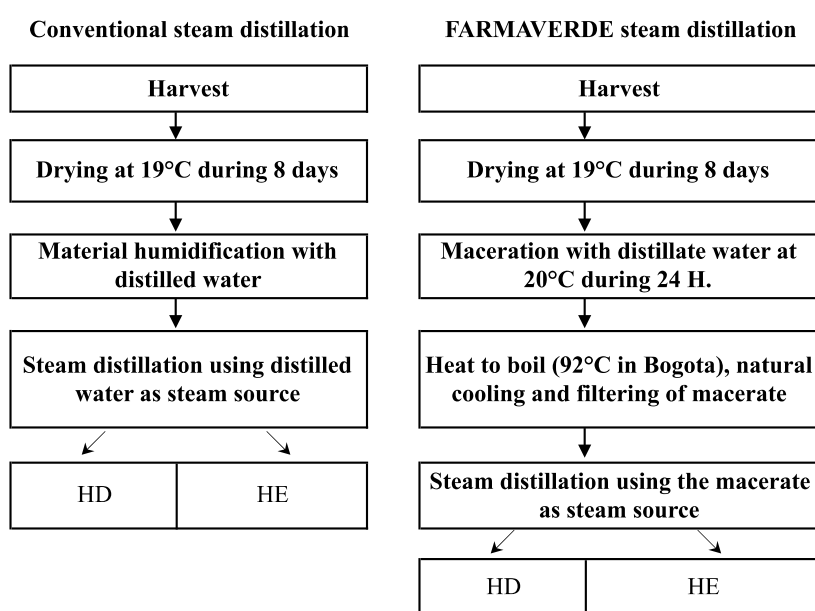 Conventional steam distillation
Harvest
Drying at 19°C during 8 days
Material humidification with
distilled water
Steam distillation using distilled
water as steam source
HD
HE
FARMAVERDE steam distillation
Harvest
Drying at 19°C during 8 days
Maceration with distillate water at
20°C during 24 H.
Heat to boil (92°C in Bogota), natural
cooling and filtering of macerate
Steam distillation using the macerate
as steam source
HD
HE